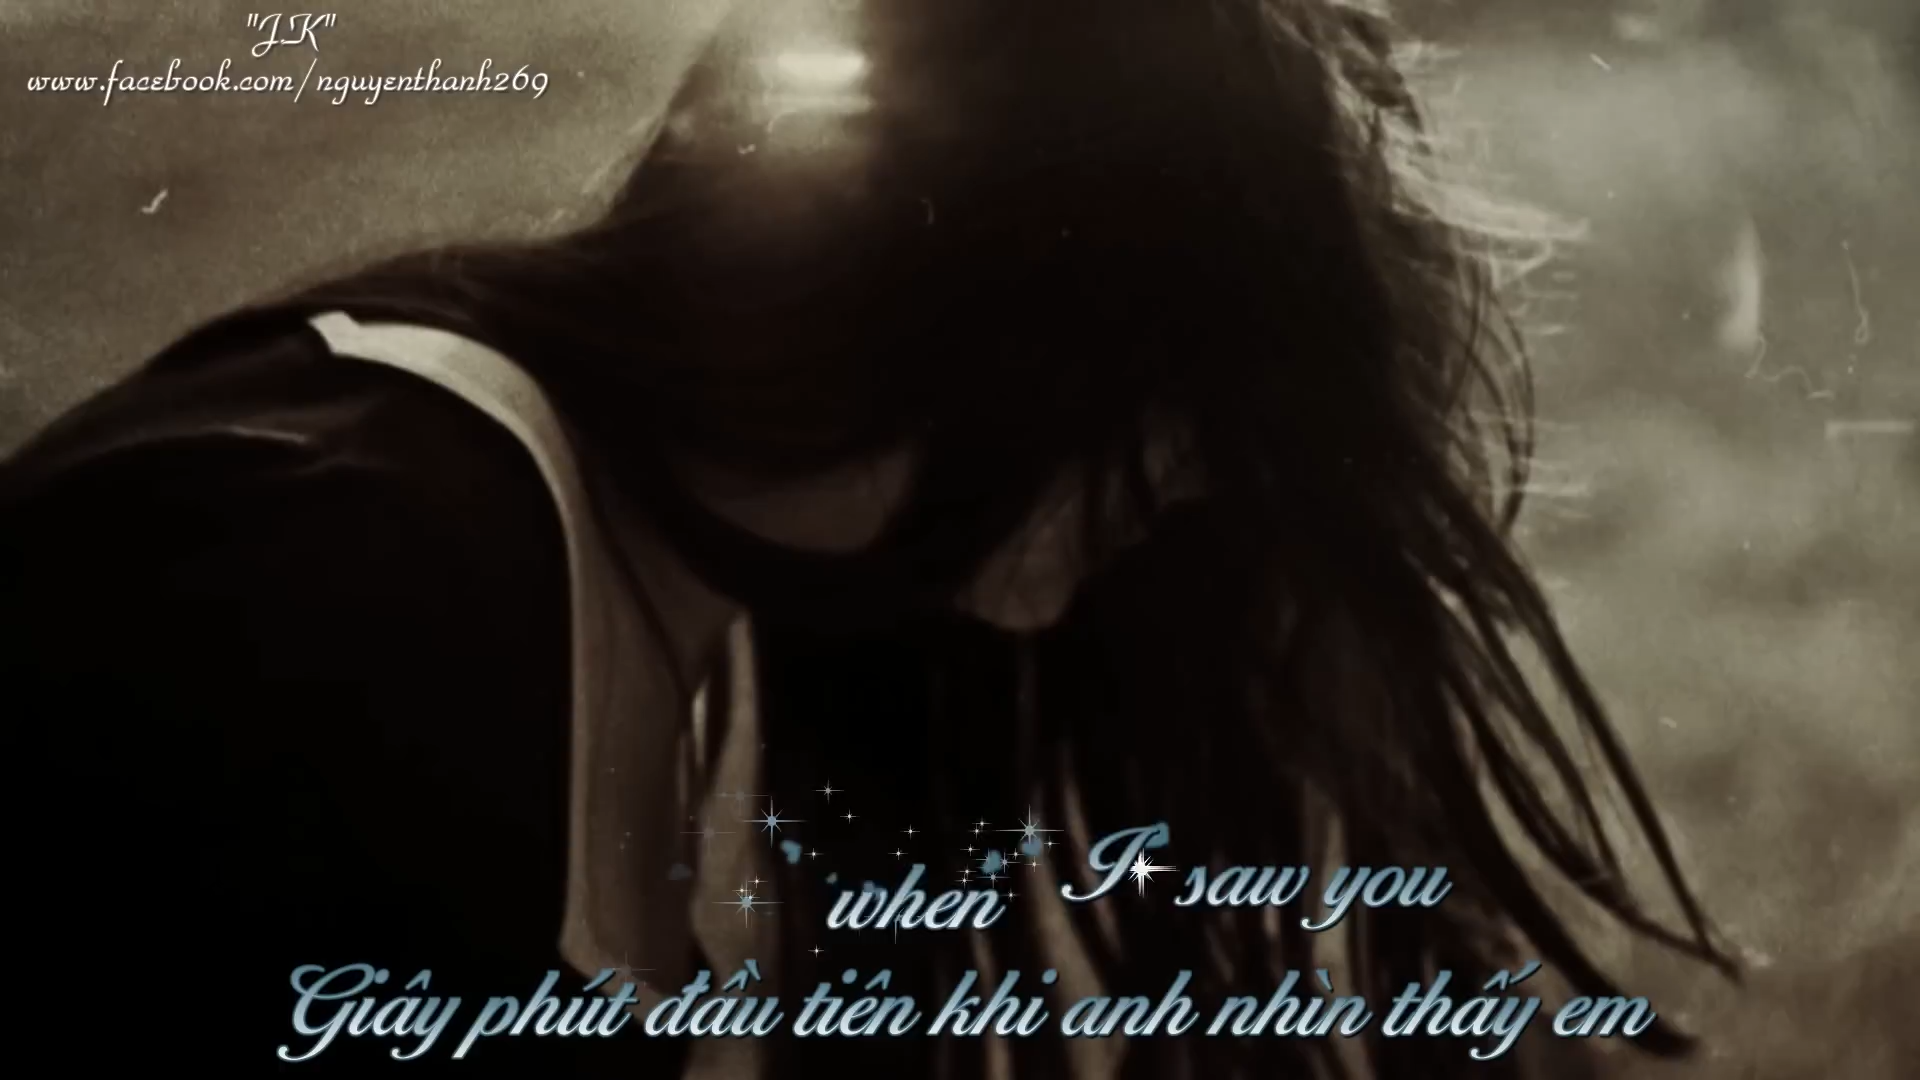 "J.K"
www.facebook.com/nguyenthanh269
when I saw you
Giây phút đầu tiên khi anh nhìn thấy em